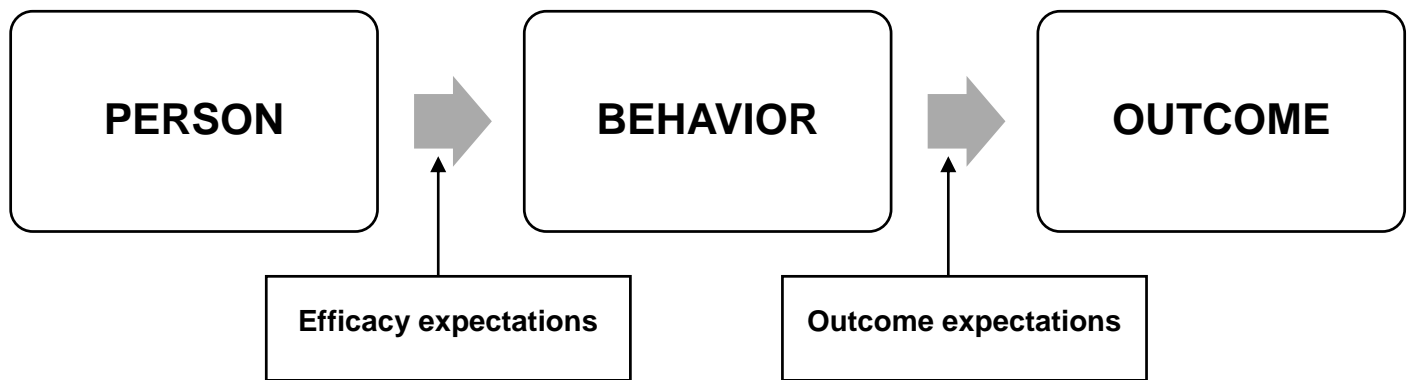 PERSON
BEHAVIOR
OUTCOME
Efficacy expectations
Outcome expectations